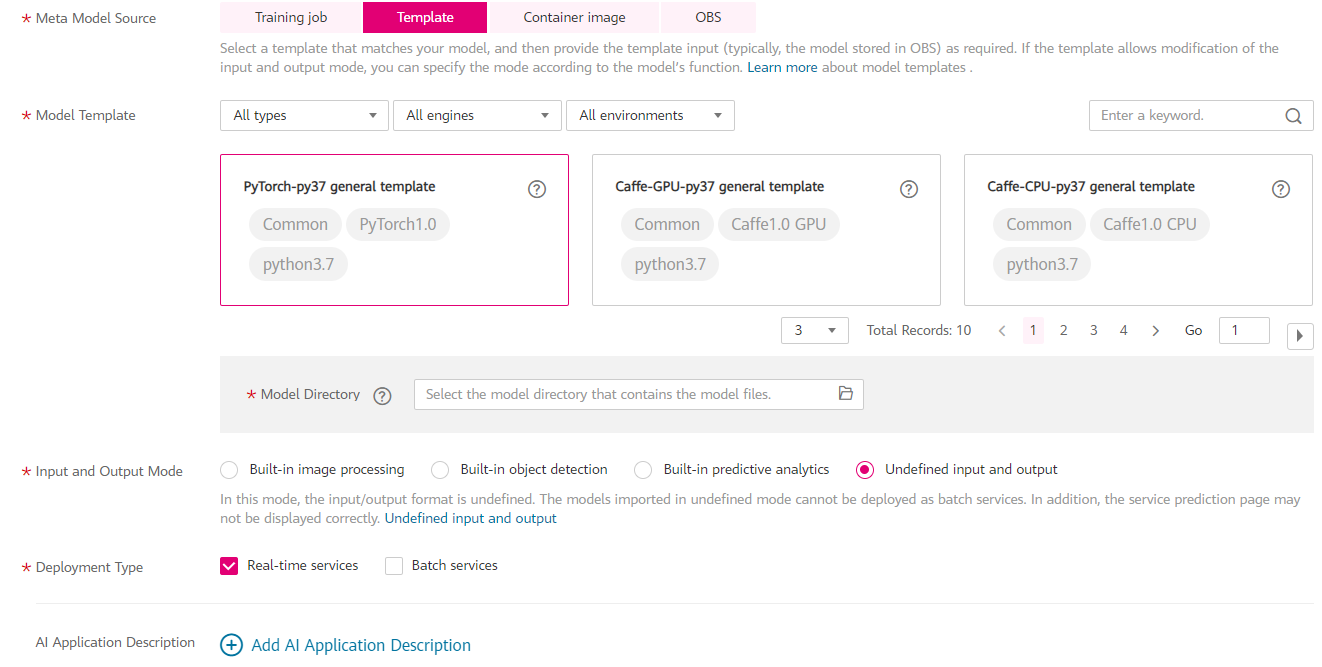 * Meta Model Source
Training job Template Container image OBS
Select a template that matches your model, and then provide the template input (typically, the model stored in OBS) as required. If the template allows modification of the
input and output mode, you can specify the mode according to the model's function. Learn more about model templates .
* Model Template
All types All engines All environments Enter a keyword.
PyTorch-py37 general template ? Caffe-GPU-py37 general template ? Caffe-CPU-py37 general template ?
Common PyTorch1.0 Common Caffe1.0 GPU Common Caffe1.0 CPU
python3.7 python3.7 python3.7
3 Total Records: 10 < 1 2 3 4 > Go 1
* Model Directory ? Select the model directory that contains the model files.
* Input and Output Mode Built-in image processing Built-in object detection Built-in predictive analytics Undefined input and output
In this mode, the input/output format is undefined. The models imported in undefined mode cannot be deployed as batch services. In addition, the service prediction page may
not be displayed correctly. Undefined input and output
* Deployment Type Real-time services Batch services
AI Application Description Add AI Application Description